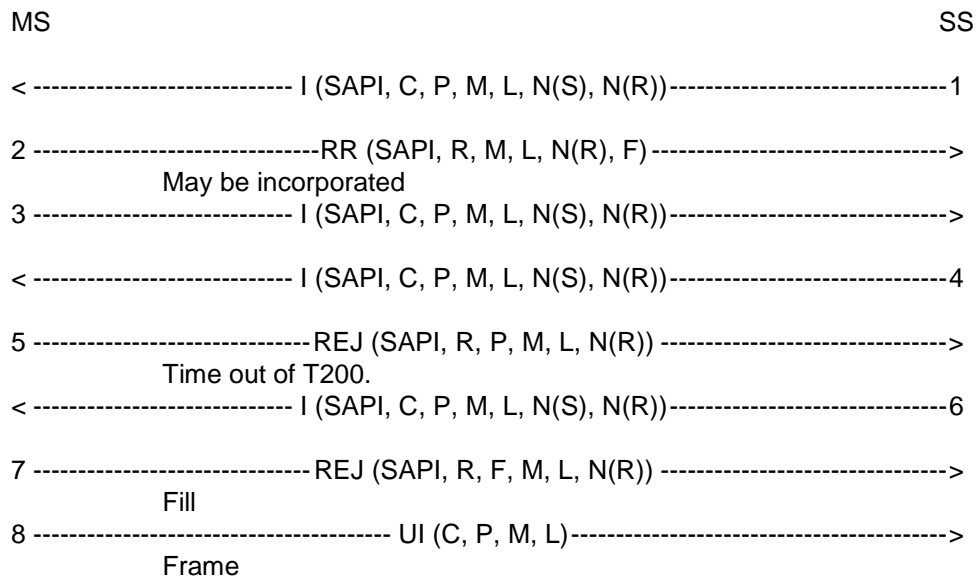 MS SS
< ----------------------------- I (SAPI, C, P, M, L, N(S), N(R))-------------------------------1
2 --------------------------------RR (SAPI, R, M, L, N(R), F) --------------------------------->
May be incorporated
3 ----------------------------- I (SAPI, C, P, M, L, N(S), N(R))------------------------------->
< ----------------------------- I (SAPI, C, P, M, L, N(S), N(R))-------------------------------4
5 -------------------------------REJ (SAPI, R, P, M, L, N(R)) -------------------------------->
Time out of T200.
< ----------------------------- I (SAPI, C, P, M, L, N(S), N(R))-------------------------------6
7 -------------------------------REJ (SAPI, R, F, M, L, N(R)) -------------------------------->
Fill
8 ---------------------------------------- UI (C, P, M, L)------------------------------------------>
Frame